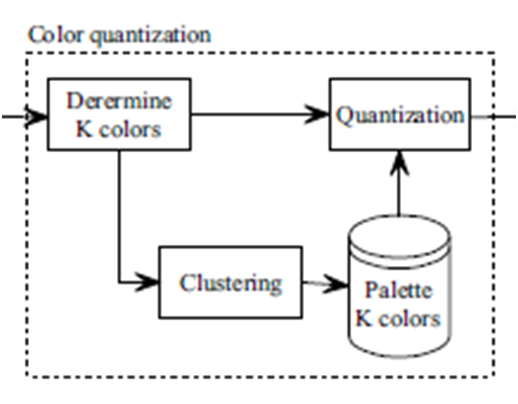 Color quantization
Derermine
K colors
Quantization
Clustering
Palette
K colors